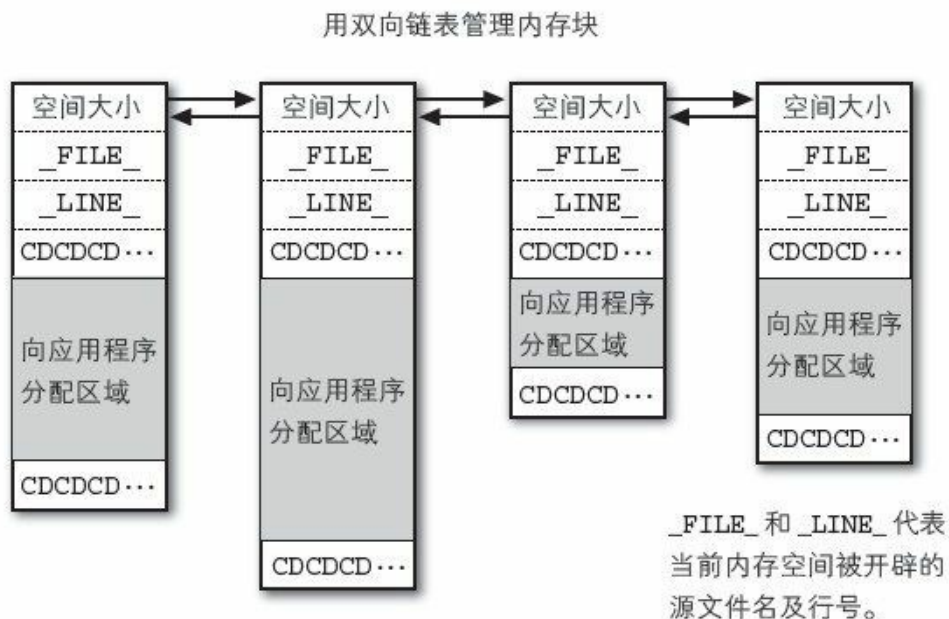 用双向链表管理内存块
空间大小
_FILE_
_LINE_
CDCDCD···
向应用程序
分配区域
CDCDCD···
空间大小
_FILE_
_LINE_
CDCDCD···
向应用程序
分配区域
CDCDCD···
空间大小
_FILE_
_LINE_
CDCDCD···
向应用程序
分配区域
CDCDCD···
空间大小
_FILE_
_LINE_
CDCDCD···
向应用程序
分配区域
CDCDCD···
_FILE_ 和 _LINE_ 代表
当前内存空间被开辟的
源文件名及行号。